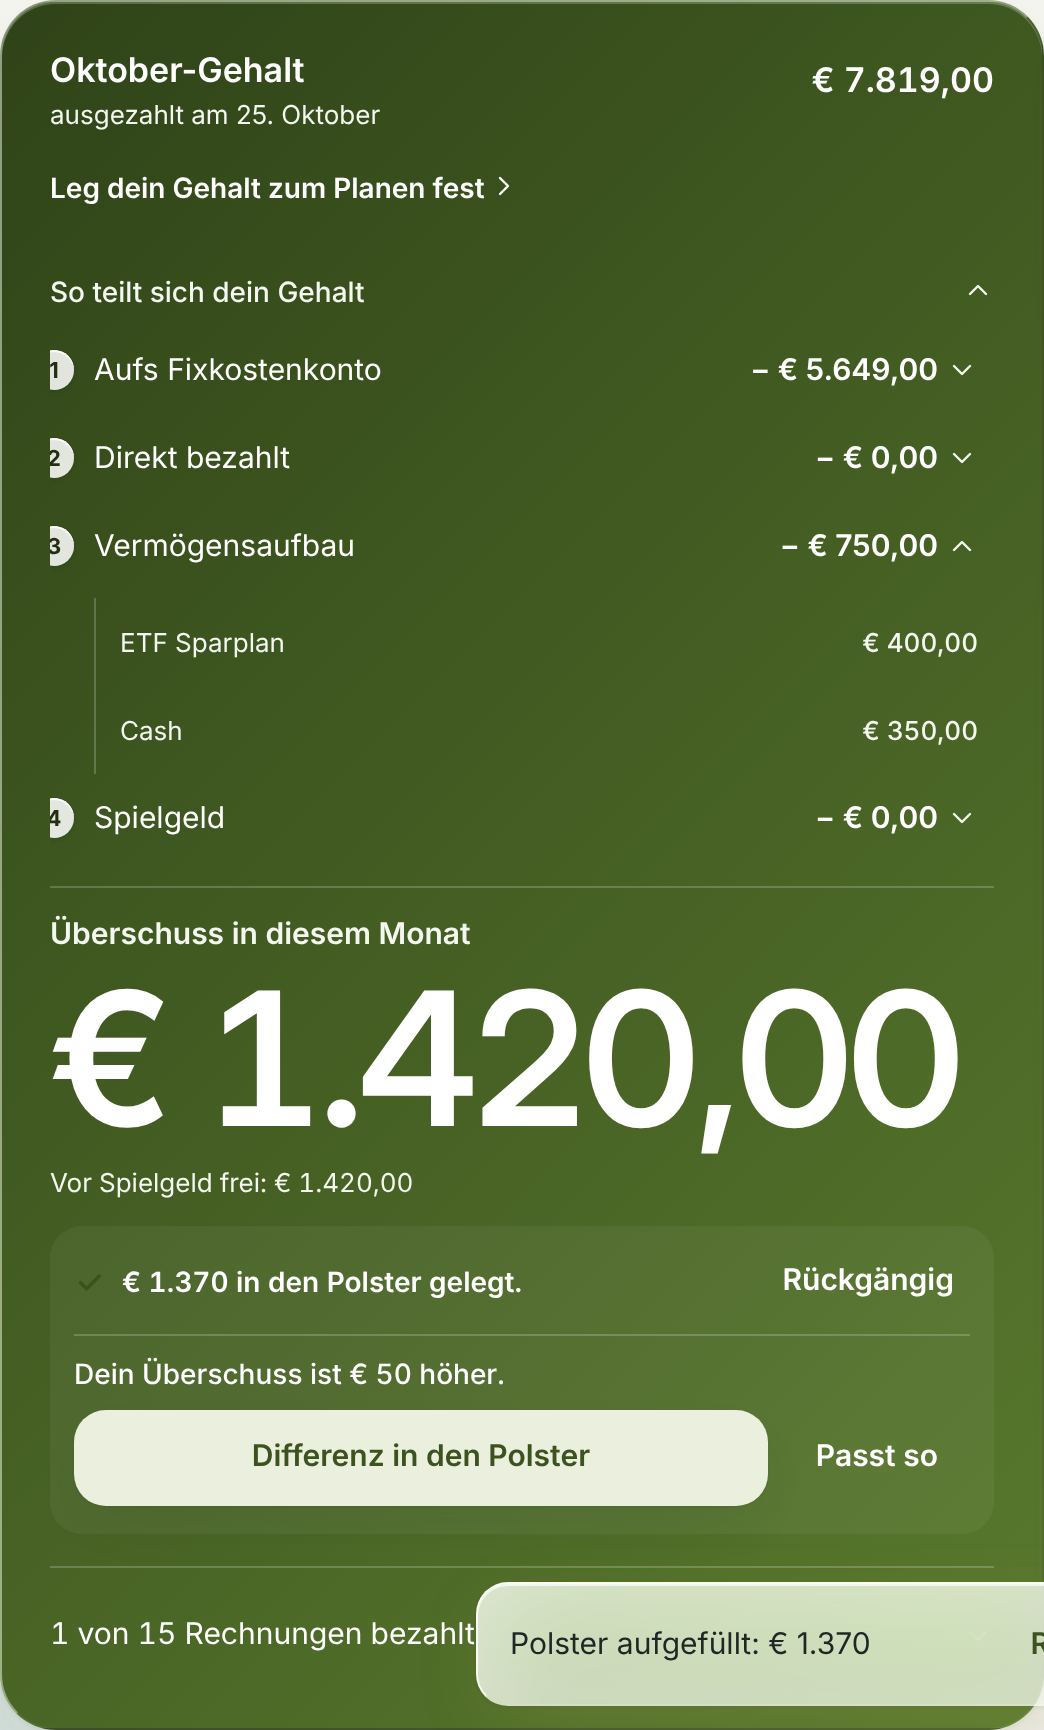 Oktober-Gehalt
€ 7.819,00
ausgezahlt am 25. Oktober
Leg dein Gehalt zum Planen fest
So teilt sich dein Gehalt
1 Aufs Fixkostenkonto – € 5.649,00
2 Direkt bezahlt – € 0,00
3 Vermögensaufbau – € 750,00
ETF Sparplan € 400,00
Cash € 350,00
4 Spielgeld – € 0,00
Überschuss in diesem Monat
€ 1.420,00
Vor Spielgeld frei: € 1.420,00
€ 1.370 in den Polster gelegt. Rückgängig
Dein Überschuss ist € 50 höher.
Differenz in den Polster Passt so
1 von 15 Rechnungen bezahlt
Polster aufgefüllt: € 1.370